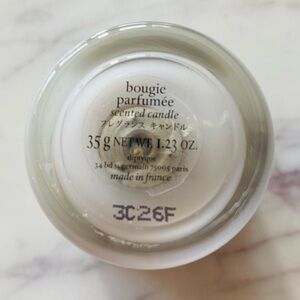 bougie
parfumée
scented candle
フレグランス キャンドル
35 g NET WT. 1.23 OZ.
diptyque
34 bd st germain 75005 paris
made in france
3C26F